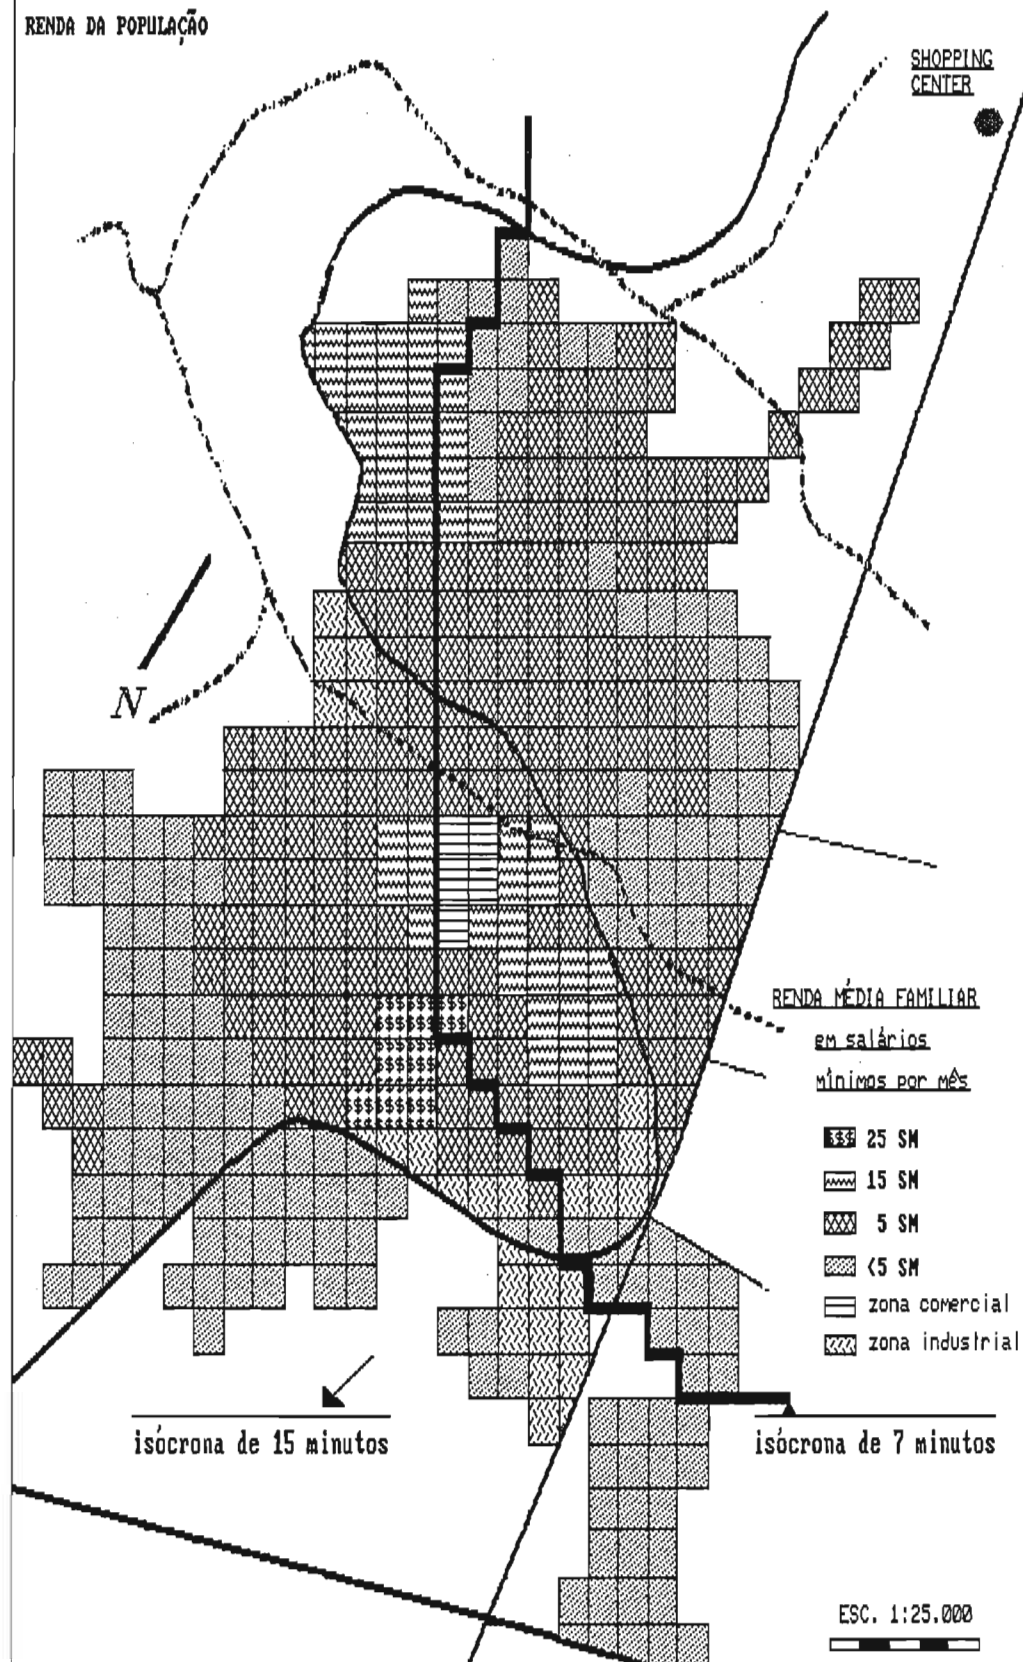 RENDA DA POPULAÇÃO
SHOPPING
CENTER
N
RENDA MÉDIA FAMILIAR
em salários
mínimos por mês
$$$ 25 SM
15 SM
5 SM
<5 SM
zona comercial
zona industrial
isócrona de 15 minutos
isócrona de 7 minutos
ESC. 1:25.000